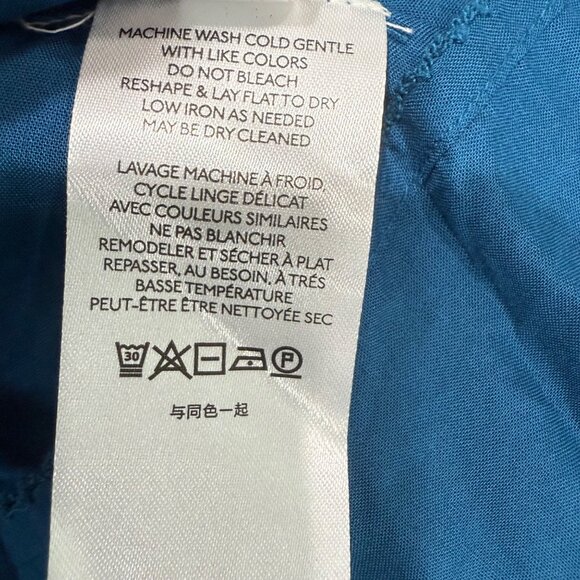 MACHINE WASH COLD GENTLE
WITH LIKE COLORS
DO NOT BLEACH
RESHAPE & LAY FLAT TO DRY
LOW IRON AS NEEDED
MAY BE DRY CLEANED
LAVAGE MACHINE À FROID,
CYCLE LINGE DÉLICAT
AVEC COULEURS SIMILAIRES
NE PAS BLANCHIR
REMODELER ET SÉCHER À PLAT
REPASSER, AU BESOIN, À TRÉS
BASSE TEMPÉRATURE
PEUT-ÊTRE ÊTRE NETTOYÉE SEC
30 P
与同色一起